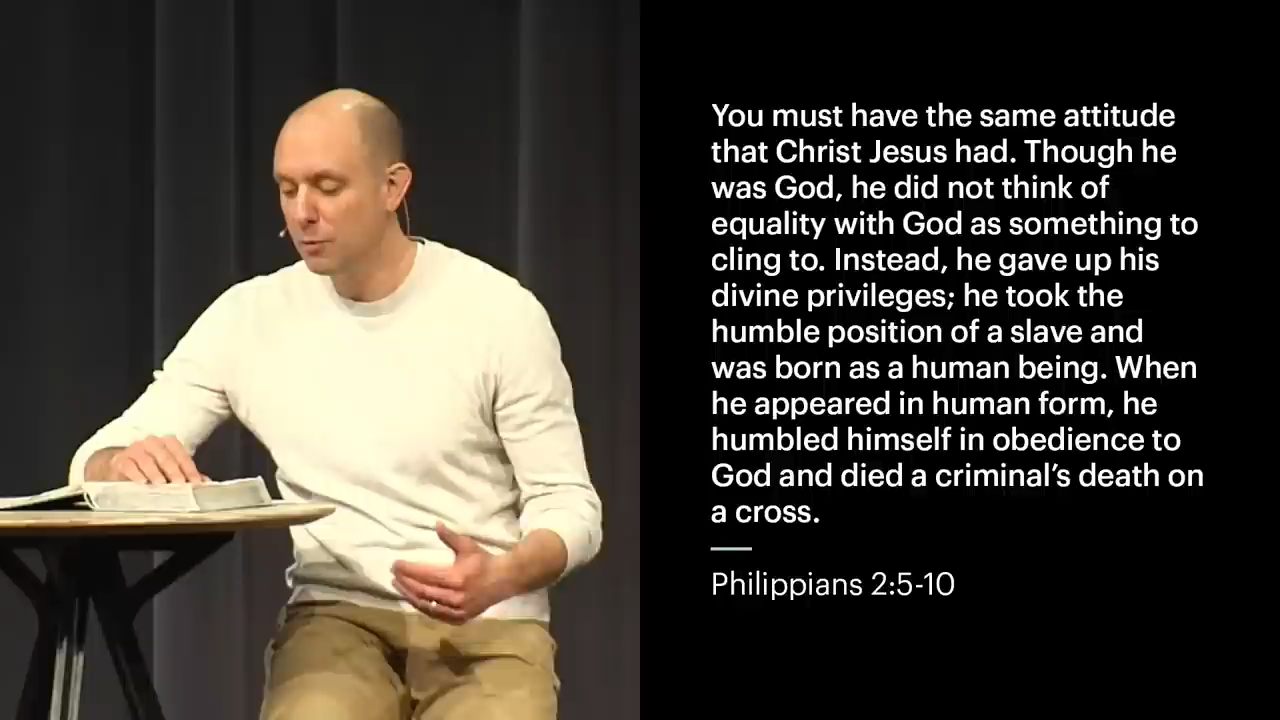 You must have the same attitude
that Christ Jesus had. Though he
was God, he did not think of
equality with God as something to
cling to. Instead, he gave up his
divine privileges; he took the
humble position of a slave and
was born as a human being. When
he appeared in human form, he
humbled himself in obedience to
God and died a criminal’s death on
a cross.
Philippians 2:5-10